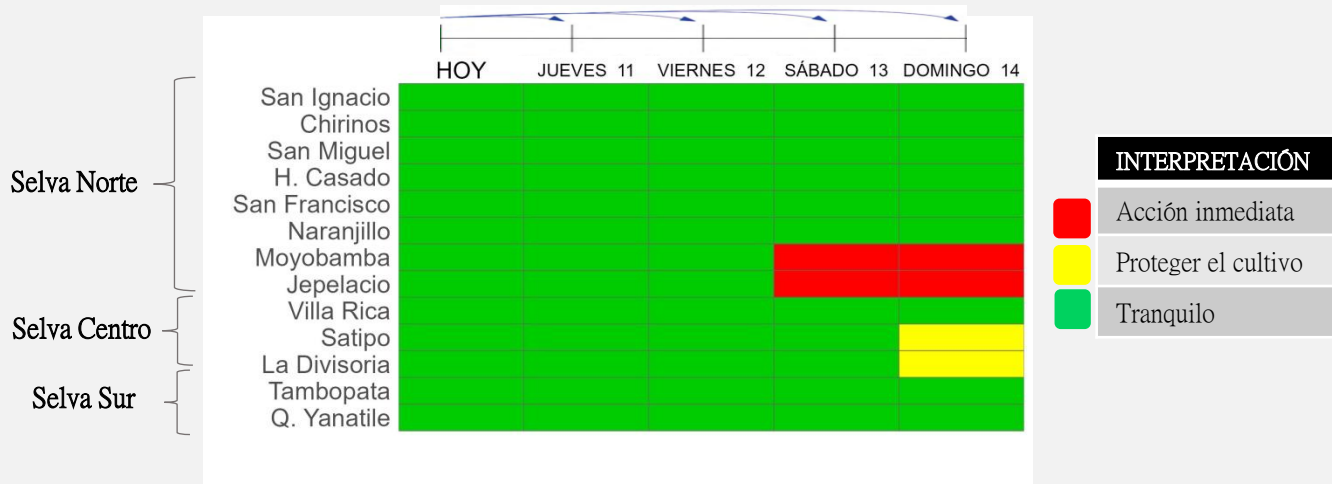 HOY JUEVES 11 VIERNES 12 SÁBADO 13 DOMINGO 14
San Ignacio
Chirinos
San Miguel
H. Casado
San Francisco
Naranjillo
Moyobamba
Jepelacio
Villa Rica
Satipo
La Divisoria
Tambopata
Q. Yanatile
Selva Norte
Selva Centro
Selva Sur
INTERPRETACIÓN
Acción inmediata
Proteger el cultivo
Tranquilo